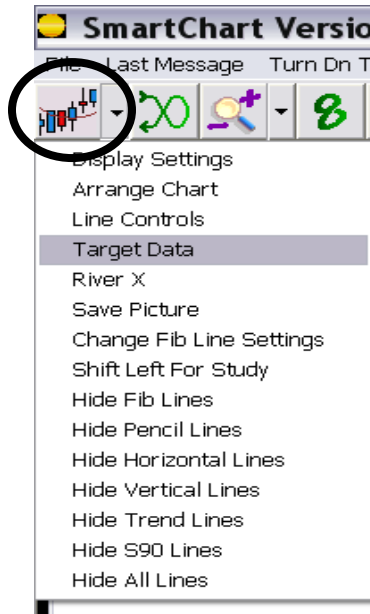 SmartChart Versio
File Last Message Turn Dn T
8
Display Settings
Arrange Chart
Line Controls
Target Data
River X
Save Picture
Change Fib Line Settings
Shift Left For Study
Hide Fib Lines
Hide Pencil Lines
Hide Horizontal Lines
Hide Vertical Lines
Hide Trend Lines
Hide S90 Lines
Hide All Lines